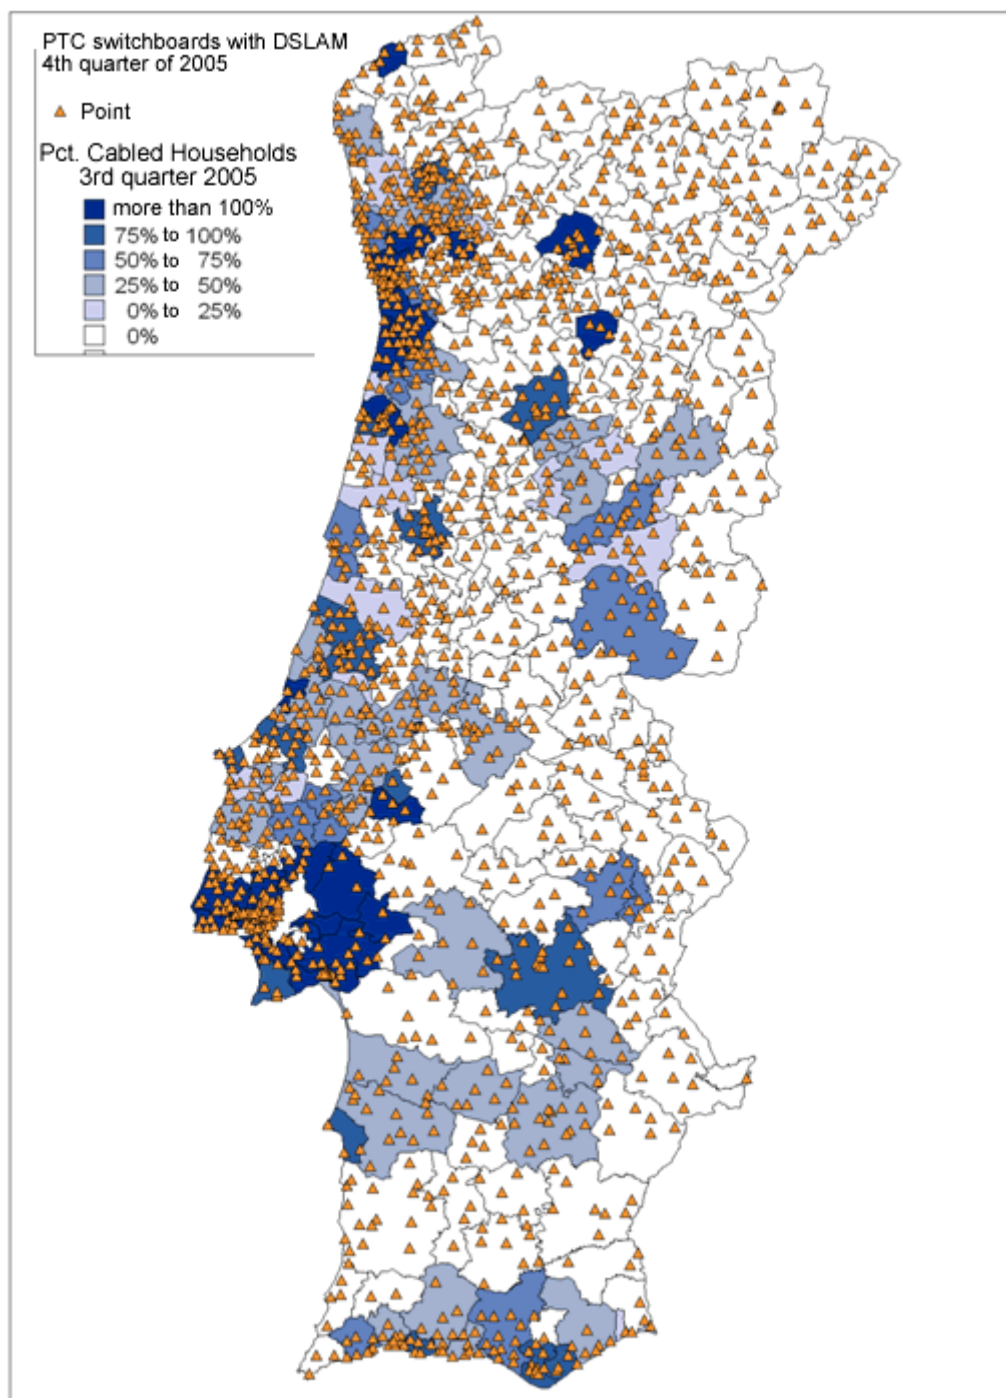 PTC switchboards with DSLAM
4th quarter of 2005
Point
Pct. Cabled Households
3rd quarter 2005
more than 100%
75% to 100%
50% to 75%
25% to 50%
0% to 25%
0%